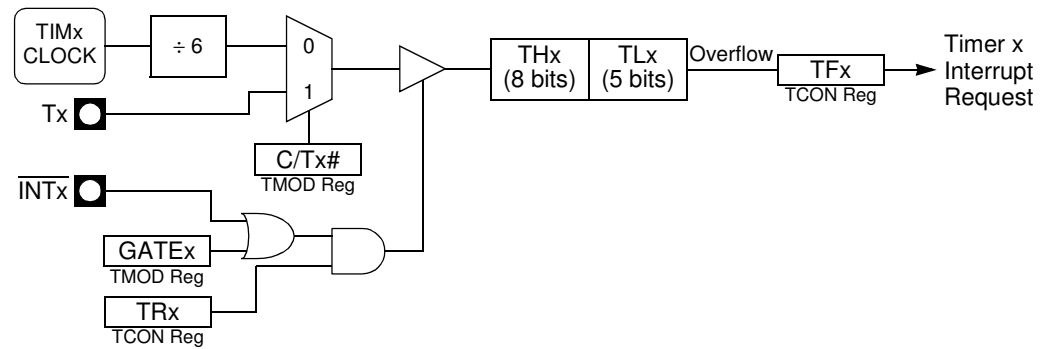 TIMx
CLOCK
÷ 6
0
1
Tx
C/Tx#
TMOD Reg
THx
(8 bits)
TLx
(5 bits)
Overflow
TFx
TCON Reg
Timer x
Interrupt
Request
INTx
GATEx
TMOD Reg
TRx
TCON Reg